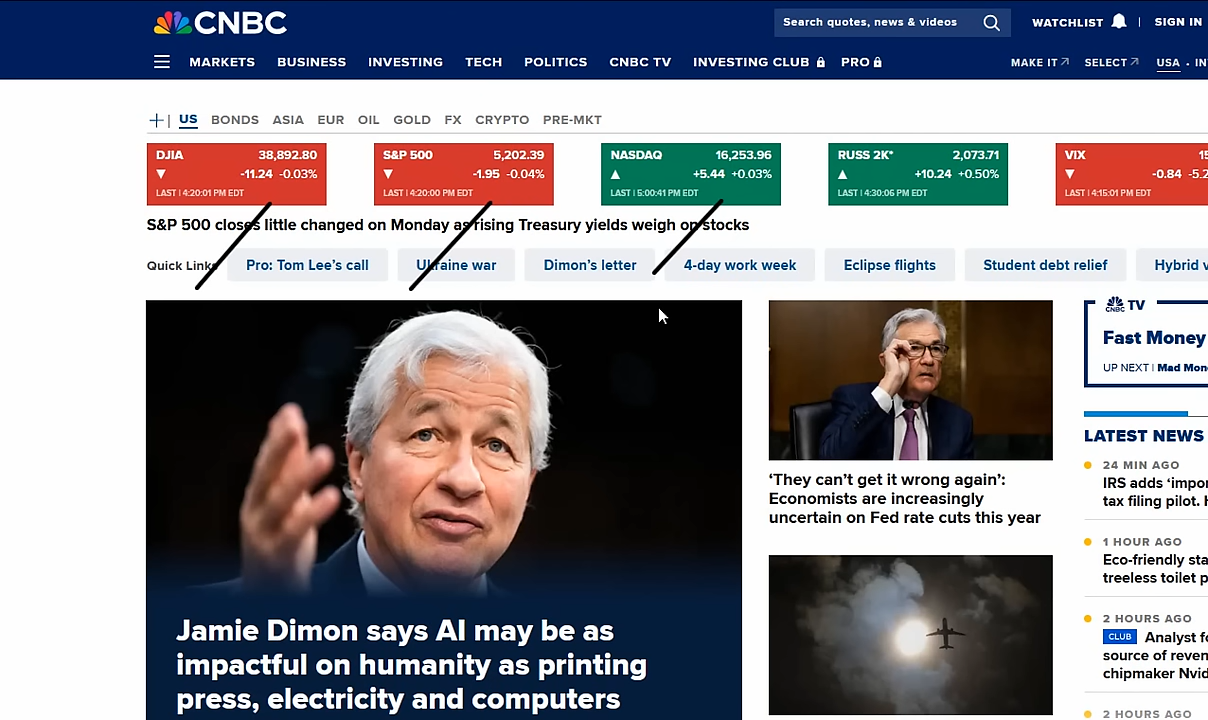 CNBC
Search quotes, news & videos
WATCHLIST | SIGN IN
MARKETS BUSINESS INVESTING TECH POLITICS CNBC TV INVESTING CLUB PRO
MAKE IT SELECT USA • IN
US BONDS ASIA EUR OIL GOLD FX CRYPTO PRE-MKT
DJIA 38,892.80
-11.24 -0.03%
LAST | 4:20:01 PM EDT
S&P 500 5,202.39
-1.95 -0.04%
LAST | 4:20:00 PM EDT
NASDAQ 16,253.96
+5.44 +0.03%
LAST | 5:00:41 PM EDT
RUSS 2K* 2,073.71
+10.24 +0.50%
LAST | 4:30:06 PM EDT
VIX 15
-0.84 -5.2
LAST | 4:15:01 PM EDT
S&P 500 closes little changed on Monday as rising Treasury yields weigh on stocks
Quick Links Pro: Tom Lee’s call Ukraine war Dimon’s letter 4-day work week Eclipse flights Student debt relief Hybrid
Jamie Dimon says AI may be as
impactful on humanity as printing
press, electricity and computers
‘They can’t get it wrong again’:
Economists are increasingly
uncertain on Fed rate cuts this year
CNBC TV
Fast Money
UP NEXT | Mad Mon
LATEST NEWS
24 MIN AGO
IRS adds ‘impo
tax filing pilot.
1 HOUR AGO
Eco-friendly sta
treeless toilet p
2 HOURS AGO
CLUB Analyst fo
source of reven
chipmaker Nvid
2 HOURS AGO